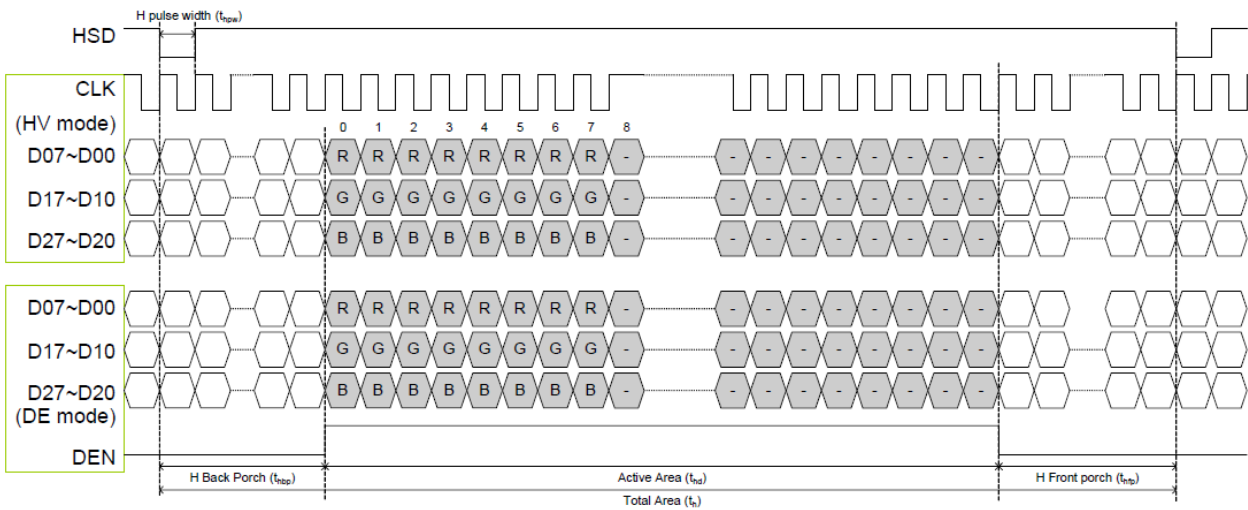 H pulse width (thpw)
HSD
CLK
(HV mode)
0 1 2 3 4 5 6 7 8
D07~D00 R R R R R R R R - - - - - - - - -
D17~D10 G G G G G G G G - - - - - - - - -
D27~D20 B B B B B B B B - - - - - - - - -
D07~D00 R R R R R R R R - - - - - - - - -
D17~D10 G G G G G G G G - - - - - - - - -
D27~D20 B B B B B B B B - - - - - - - - -
(DE mode)
DEN
H Back Porch (thbp) Active Area (thd) H Front porch (thfp)
Total Area (th)